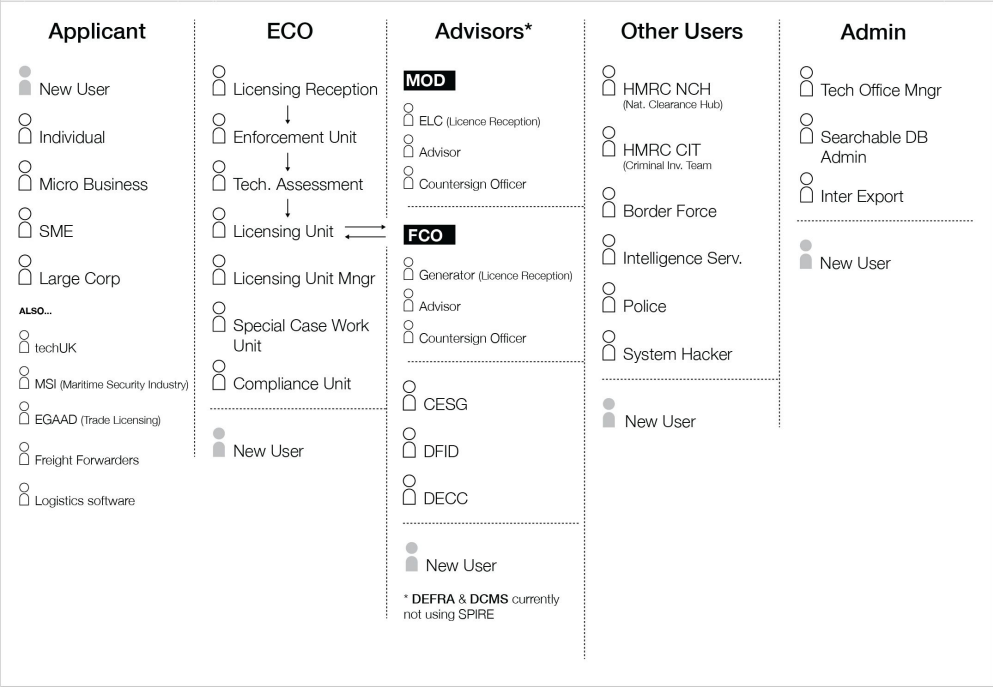 Applicant
New User
Individual
Micro Business
SME
Large Corp
ALSO...
techUK
MSI (Maritime Security Industry)
EGAAD (Trade Licensing)
Freight Forwarders
Logistics software
ECO
Licensing Reception
Enforcement Unit
Tech. Assessment
Licensing Unit
Licensing Unit Mngr
Special Case Work
Unit
Compliance Unit
New User
Advisors*
MOD
ELC (Licence Reception)
Advisor
Countersign Officer
FCO
Generator (Licence Reception)
Advisor
Countersign Officer
CESG
DFID
DECC
New User
* DEFRA & DCMS currently
not using SPIRE
Other Users
HMRC NCH
(Nat. Clearance Hub)
HMRC CIT
(Criminal Inv. Team
Border Force
Intelligence Serv.
Police
System Hacker
New User
Admin
Tech Office Mngr
Searchable DB
Admin
Inter Export
New User